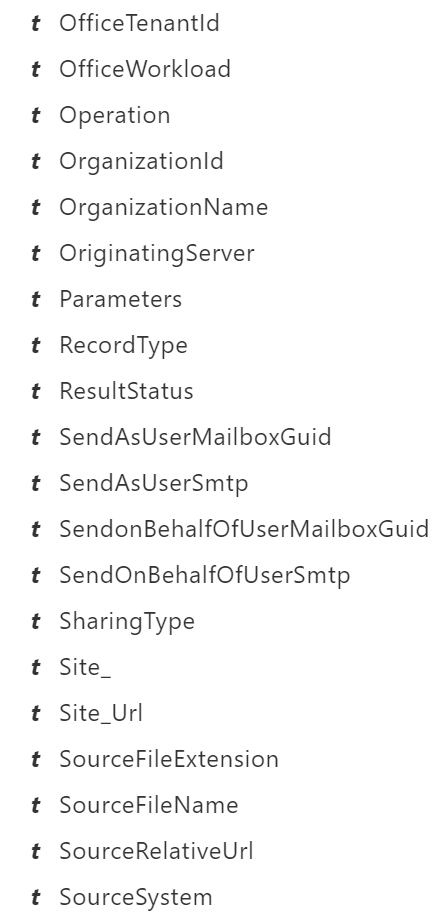 t OfficeTenantId
t OfficeWorkload
t Operation
t OrganizationId
t OrganizationName
t OriginatingServer
t Parameters
t RecordType
t ResultStatus
t SendAsUserMailboxGuid
t SendAsUserSmtp
t SendonBehalfOfUserMailboxGuid
t SendOnBehalfOfUserSmtp
t SharingType
t Site_
t Site_Url
t SourceFileExtension
t SourceFileName
t SourceRelativeUrl
t SourceSystem